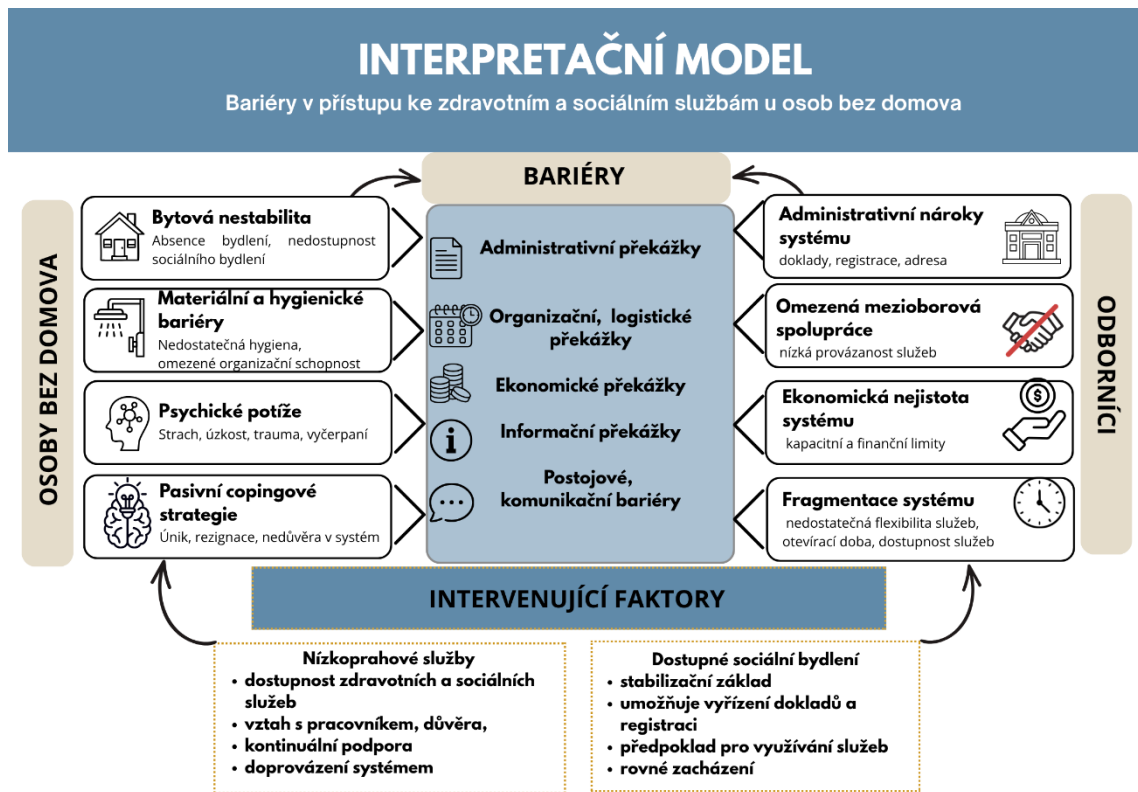 INTERPRETAČNÍ MODEL
Bariéry v přístupu ke zdravotním a sociálním službám u osob bez domova
BARIÉRY
OSOBY BEZ DOMOVA
Bytová nestabilita
Absence bydlení, nedostupnost
sociálního bydlení
Materiální a hygienické
bariéry
Nedostatečná hygiena,
omezené organizační schopnost
Psychické potíže
Strach, úzkost, trauma, vyčerpaní
Pasivní copingové
strategie
Únik, rezignace, nedůvěra v systém
Administrativní překážky
Organizační, logistické
překážky
Ekonomické překážky
Informační překážky
Postojové,
komunikační bariéry
Administrativní nároky
systému
doklady, registrace, adresa
Omezená mezioborová
spolupráce
nízká provázanost služeb
Ekonomická nejistota
systému
kapacitní a finanční limity
Fragmentace systému
nedostatečná flexibilita služeb,
otevírací doba, dostupnost služeb
ODBORNÍCI
INTERVENUJÍCÍ FAKTORY
Nízkoprahové služby
• dostupnost zdravotních a sociálních
služeb
• vztah s pracovníkem, důvěra,
• kontinuální podpora
• doprovázení systémem
Dostupné sociální bydlení
• stabilizační základ
• umožňuje vyřízení dokladů a
registraci
• předpoklad pro využívání služeb
• rovné zacházení